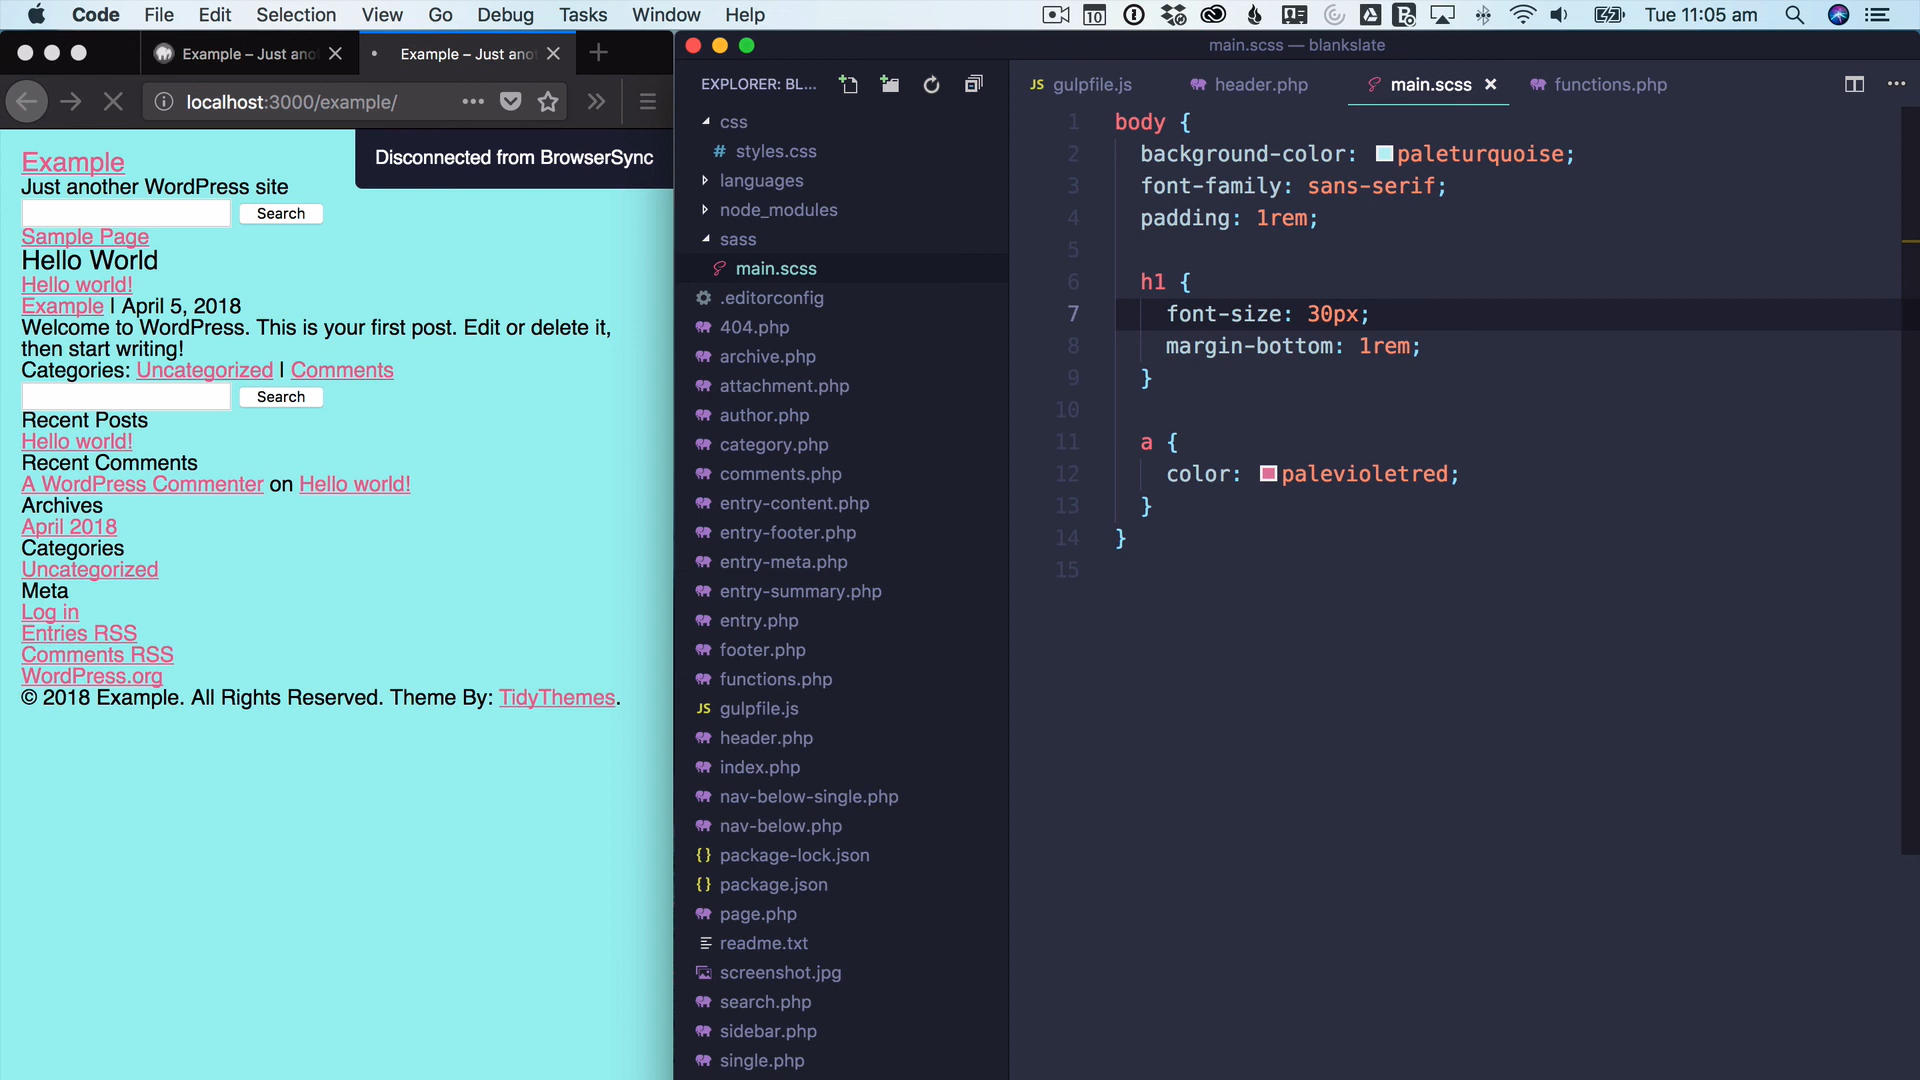 Code File Edit Selection View Go Debug Tasks Window Help
10 Tue 11:05 am
Example – Just ano
Example – Just ano
localhost:3000/example/
Disconnected from BrowserSync
Example
Just another WordPress site
Search
Sample Page
Hello World
Hello world!
Example | April 5, 2018
Welcome to WordPress. This is your first post. Edit or delete it,
then start writing!
Categories: Uncategorized | Comments
Search
Recent Posts
Hello world!
Recent Comments
A WordPress Commenter on Hello world!
Archives
April 2018
Categories
Uncategorized
Meta
Log in
Entries RSS
Comments RSS
WordPress.org
© 2018 Example. All Rights Reserved. Theme By: TidyThemes.
main.scss — blankslate
EXPLORER: BL...
css
# styles.css
languages
node_modules
sass
main.scss
.editorconfig
404.php
archive.php
attachment.php
author.php
category.php
comments.php
entry-content.php
entry-footer.php
entry-meta.php
entry-summary.php
entry.php
footer.php
functions.php
JS gulpfile.js
header.php
index.php
nav-below-single.php
nav-below.php
{} package-lock.json
{} package.json
page.php
readme.txt
screenshot.jpg
search.php
sidebar.php
single.php
JS gulpfile.js header.php main.scss functions.php
1 body {
2 background-color: paleturquoise;
3 font-family: sans-serif;
4 padding: 1rem;
5
6 h1 {
7 font-size: 30px;
8 margin-bottom: 1rem;
9 }
10
11 a {
12 color: palevioletred;
13 }
14 }
15